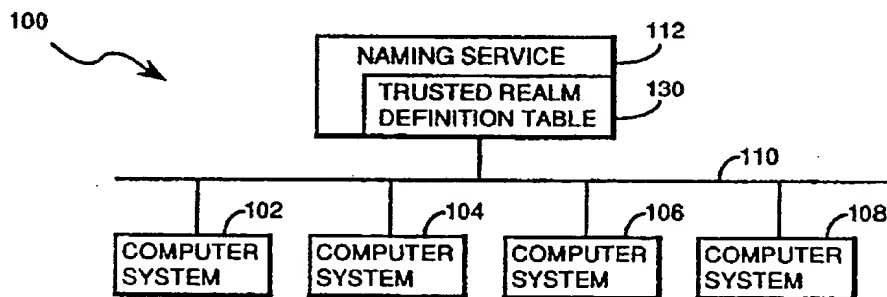 100
112
NAMING SERVICE
130
TRUSTED REALM
DEFINITION TABLE
110
102
104
106
108
COMPUTER
SYSTEM
COMPUTER
SYSTEM
COMPUTER
SYSTEM
COMPUTER
SYSTEM